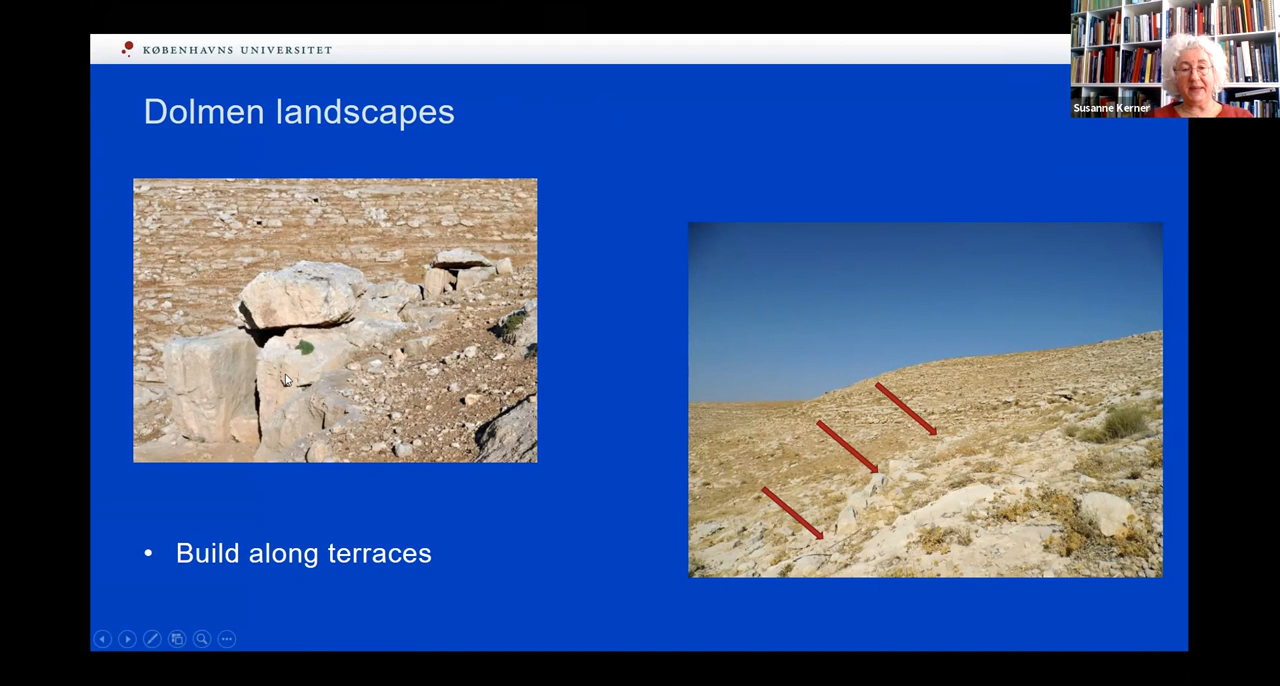 KØBENHAVNS UNIVERSITET
Susanne Kerner
Dolmen landscapes
• Build along terraces